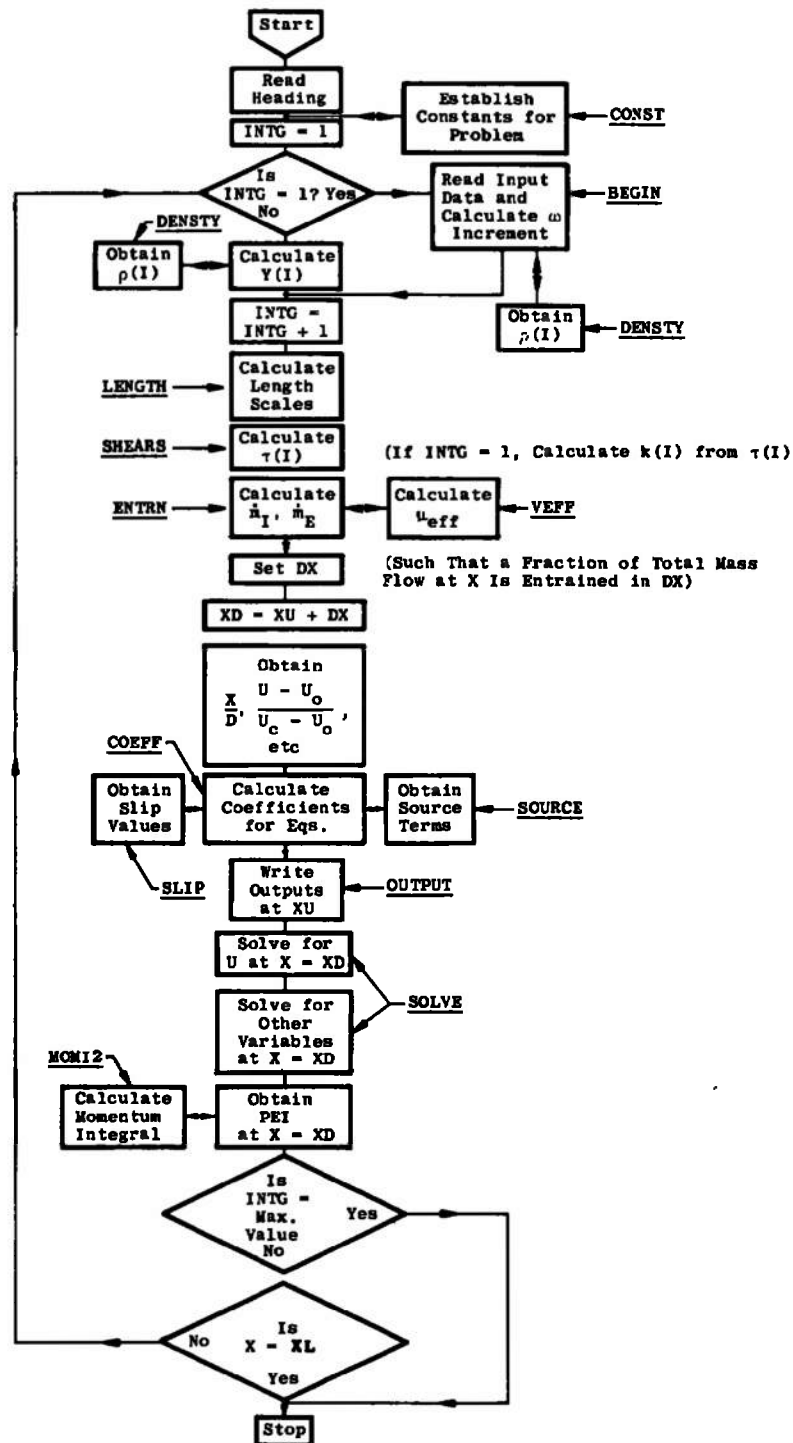 Start
Read
Heading
Establish
Constants for
Problem
CONST
INTG = 1
Is
INTG = 1? Yes
No
Read Input
Data and
Calculate ω
Increment
BEGIN
DENSTY
Obtain
ρ(I)
Calculate
Y(I)
INTG =
INTG + 1
Obtain
ρ(I)
DENSTY
LENGTH
Calculate
Length
Scales
SHEARS
Calculate
τ(I)
(If INTG = 1, Calculate k(I) from τ(I)
ENTRN
Calculate
ṁI, ṁE
Calculate
μeff
VEFF
Set DX
(Such That a Fraction of Total Mass
Flow at X Is Entrained in DX)
XD = XU + DX
Obtain
X/D, U - Uo / Uc - Uo,
etc
COEFF
Obtain
Slip
Values
Calculate
Coefficients
for Eqs.
Obtain
Source
Terms
SOURCE
SLIP
Write
Outputs
at XU
OUTPUT
Solve for
U at X = XD
SOLVE
Solve for
Other
Variables
at X = XD
MOMI2
Calculate
Momentum
Integral
Obtain
PEI
at X = XD
Is
INTG =
Max. Yes
Value
No
Is
No X = XL
Yes
Stop